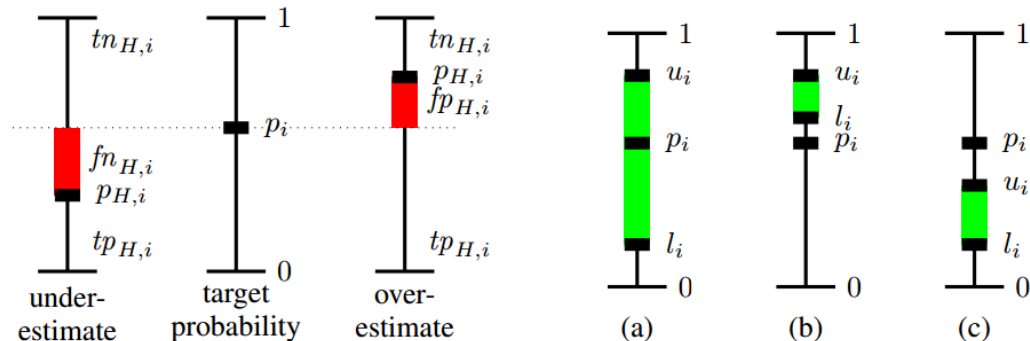 tn_{H,i}
fn_{H,i}
p_{H,i}
tp_{H,i}
under-
estimate
1
p_i
0
target
probability
tn_{H,i}
p_{H,i}
fp_{H,i}
tp_{H,i}
over-
estimate
1
u_i
p_i
l_i
0
(a)
1
u_i
l_i
p_i
0
(b)
1
p_i
u_i
l_i
0
(c)